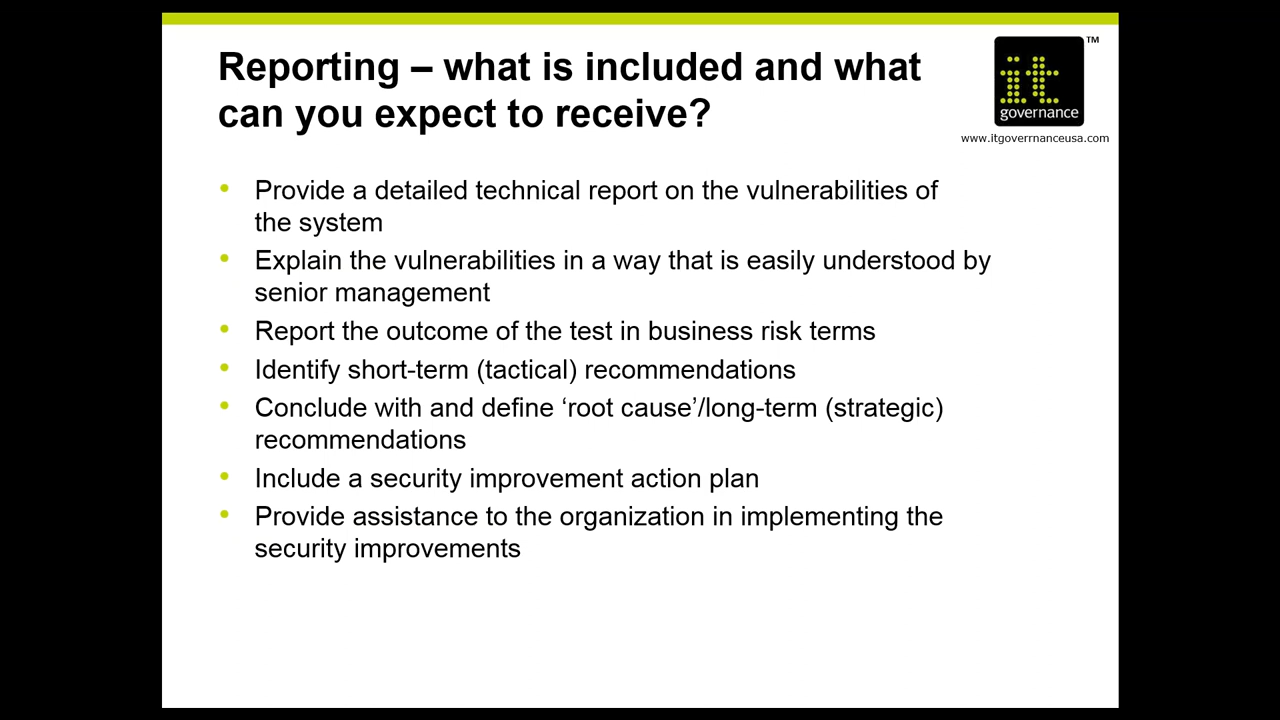 Reporting – what is included and what
can you expect to receive?
it
governance
TM
www.itgoverrnanceusa.com
• Provide a detailed technical report on the vulnerabilities of
the system
• Explain the vulnerabilities in a way that is easily understood by
senior management
• Report the outcome of the test in business risk terms
• Identify short-term (tactical) recommendations
• Conclude with and define ‘root cause’/long-term (strategic)
recommendations
• Include a security improvement action plan
• Provide assistance to the organization in implementing the
security improvements